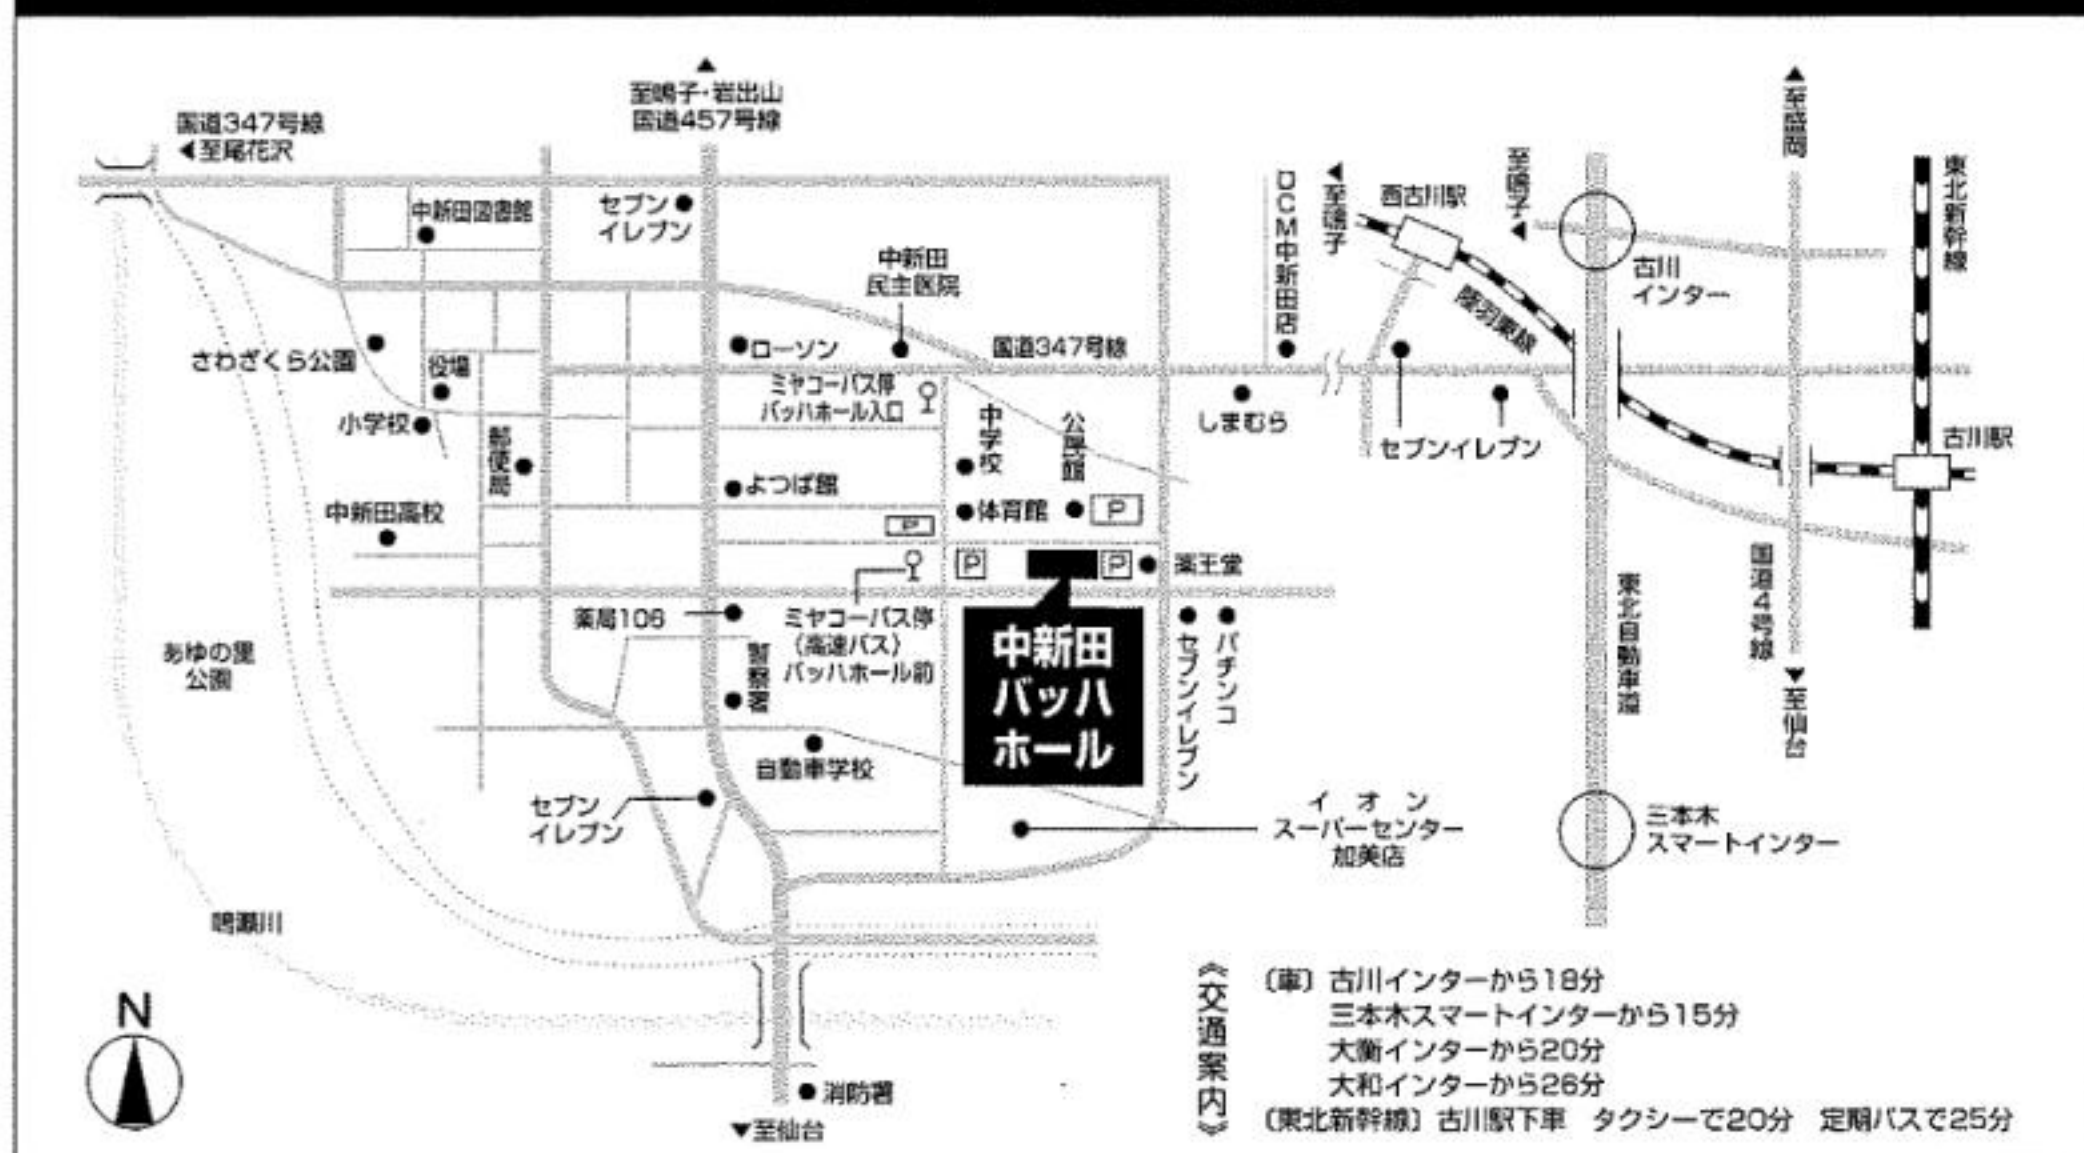 国道347号線
◀至尾花沢
▲
至鳴子・岩出山
国道457号線
中新田図書館
セブン
イレブン
中新田
民主医院
さわざくら公園
役場
小学校
郵便局
中新田高校
ローソン
国道347号線
ミヤコーバス停
バッハホール入口
中学校
公民館
よつば館
体育館
P
P
P
P
薬王堂
薬局106
ミヤコーバス停
(高速バス)
バッハホール前
警察署
中新田
バッハ
ホール
セブンイレブン
パチンコ
自動車学校
セブン
イレブン
イオン
スーパーセンター
加美店
あゆの里
公園
鳴瀬川
N
消防署
▼至仙台
DCM中新田店
しまむら
◀至鳴子
西古川駅
陸羽東線
セブンイレブン
至鳴子◀
古川
インター
▲至盛岡
東北新幹線
古川駅
国道4号線
▼至仙台
東北自動車道
三本木
スマートインター
《交通案内》
〔車〕古川インターから18分
三本木スマートインターから15分
大衡インターから20分
大和インターから26分
〔東北新幹線〕古川駅下車 タクシーで20分 定期バスで25分